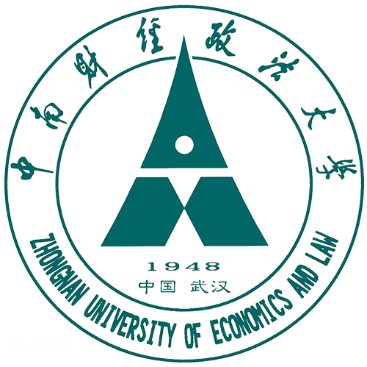 中南财经政法大学
1948
中国 武汉
ZHONGNAN UNIVERSITY OF ECONOMICS AND LAW